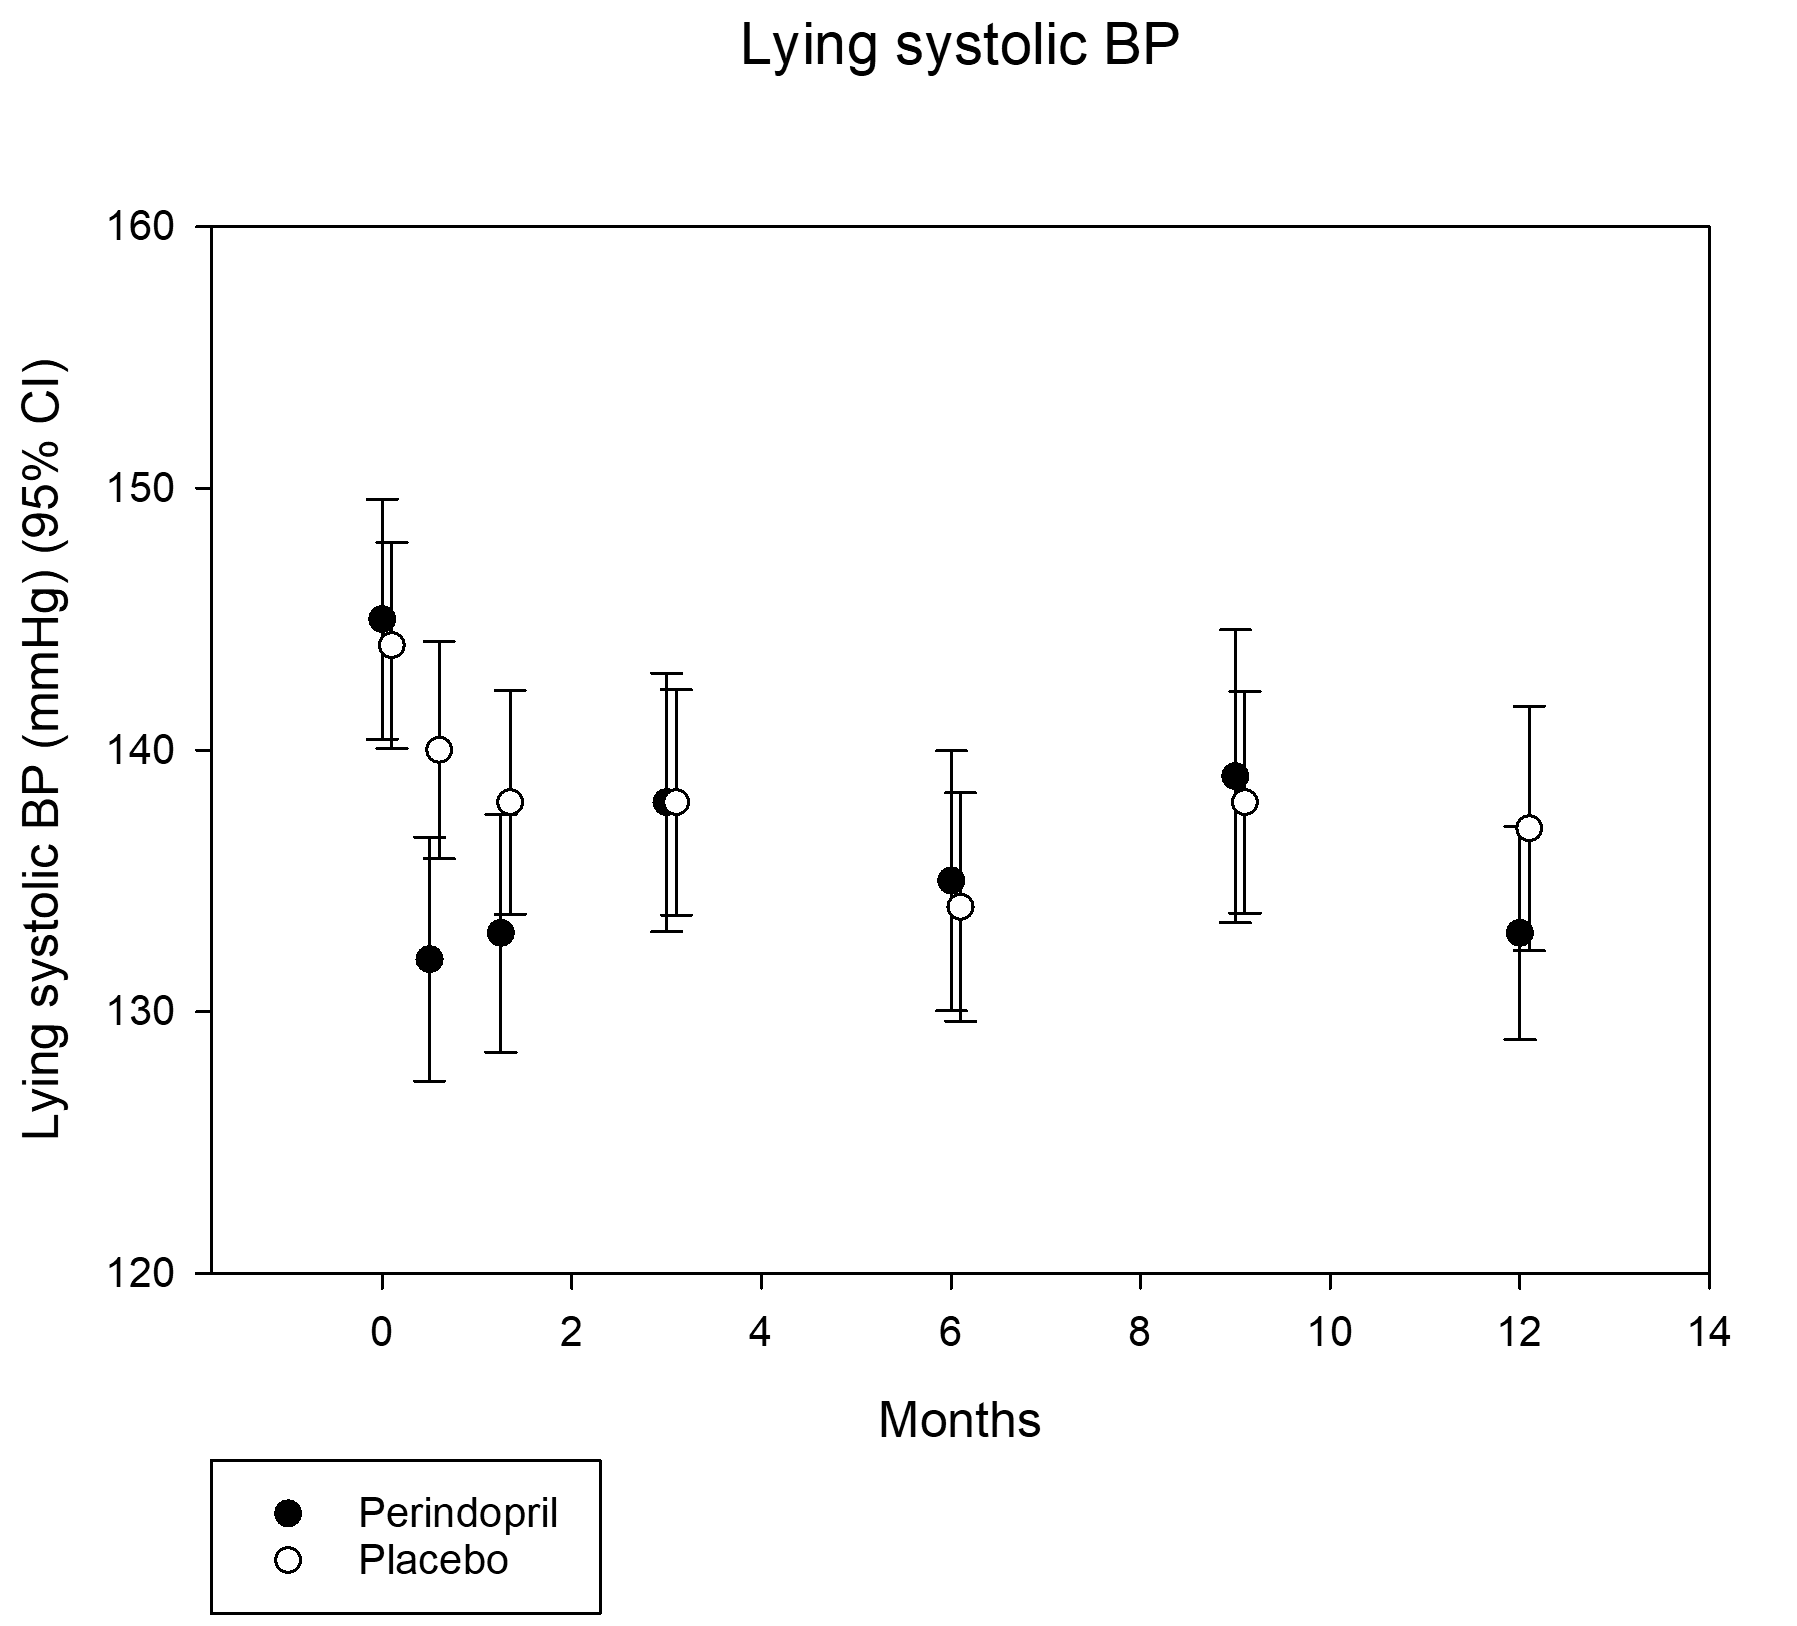 Lying systolic BP
Lying systolic BP (mmHg) (95% CI)
160
150
140
130
120
0 2 4 6 8 10 12 14
Months
Perindopril
Placebo